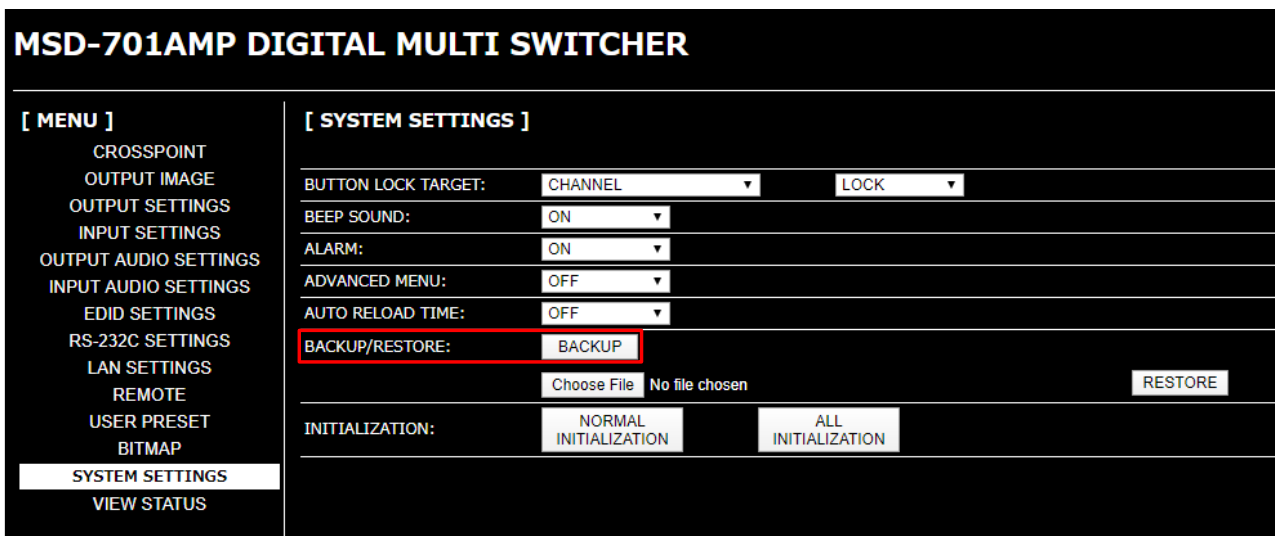 MSD-701AMP DIGITAL MULTI SWITCHER
[ MENU ]
CROSSPOINT
OUTPUT IMAGE
OUTPUT SETTINGS
INPUT SETTINGS
OUTPUT AUDIO SETTINGS
INPUT AUDIO SETTINGS
EDID SETTINGS
RS-232C SETTINGS
LAN SETTINGS
REMOTE
USER PRESET
BITMAP
SYSTEM SETTINGS
VIEW STATUS
[ SYSTEM SETTINGS ]
BUTTON LOCK TARGET: CHANNEL LOCK
BEEP SOUND: ON
ALARM: ON
ADVANCED MENU: OFF
AUTO RELOAD TIME: OFF
BACKUP/RESTORE: BACKUP
Choose File No file chosen RESTORE
INITIALIZATION: NORMAL INITIALIZATION ALL INITIALIZATION